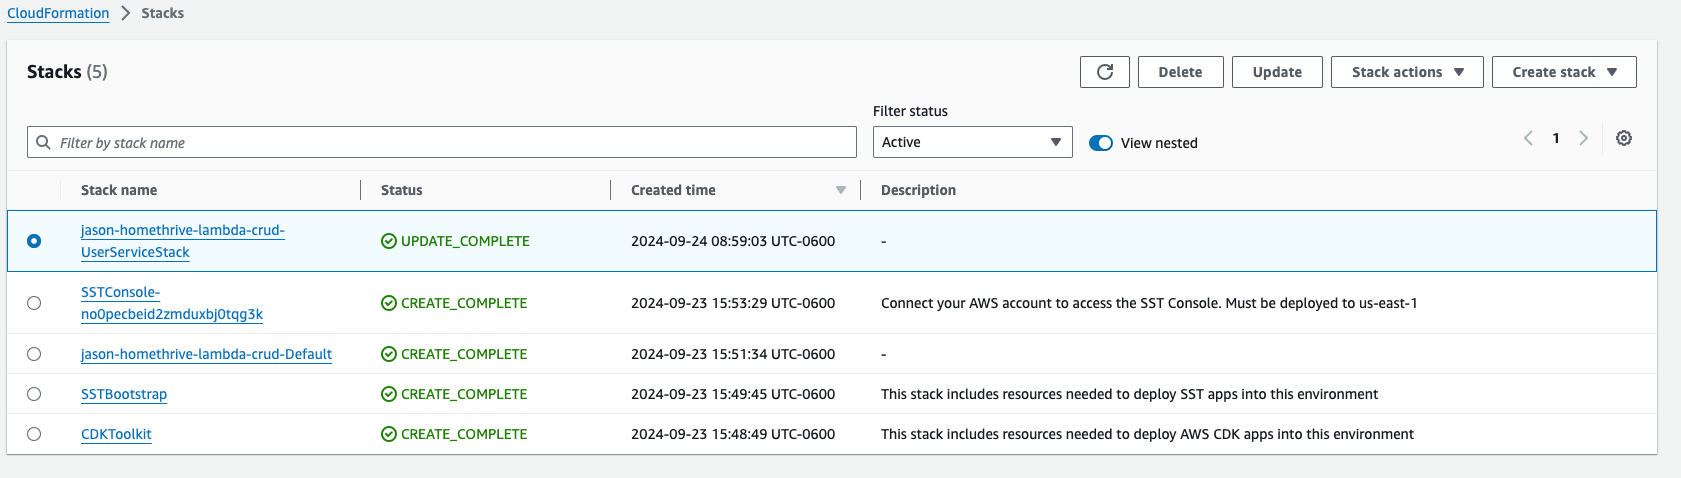 CloudFormation > Stacks
Stacks (5)
Delete
Update
Stack actions
Create stack
Filter status
Filter by stack name
Active
View nested
1
Stack name Status Created time Description
jason-homethrive-lambda-crud-
UserServiceStack
UPDATE_COMPLETE 2024-09-24 08:59:03 UTC-0600 -
SSTConsole-
no0pecbeid2zmduxbj0tqg3k
CREATE_COMPLETE 2024-09-23 15:53:29 UTC-0600 Connect your AWS account to access the SST Console. Must be deployed to us-east-1
jason-homethrive-lambda-crud-Default CREATE_COMPLETE 2024-09-23 15:51:34 UTC-0600 -
SSTBootstrap CREATE_COMPLETE 2024-09-23 15:49:45 UTC-0600 This stack includes resources needed to deploy SST apps into this environment
CDKToolkit CREATE_COMPLETE 2024-09-23 15:48:49 UTC-0600 This stack includes resources needed to deploy AWS CDK apps into this environment